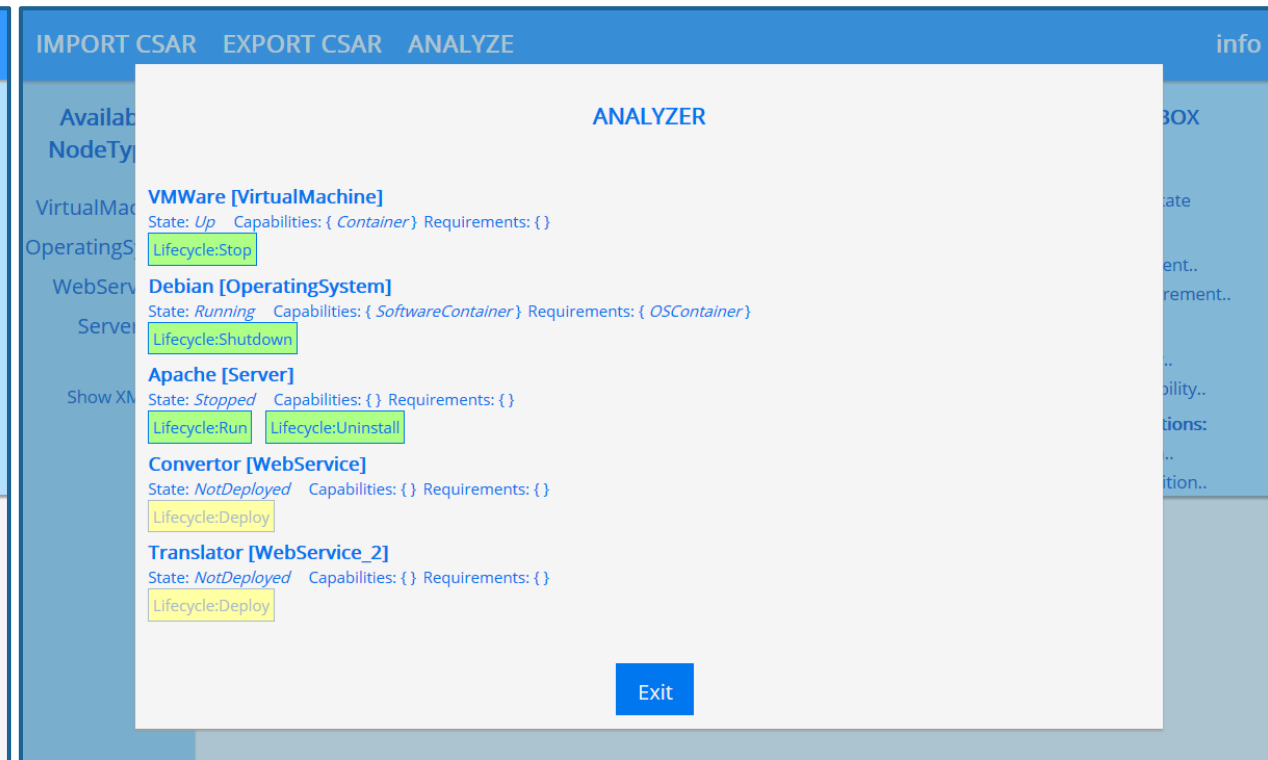 IMPORT CSAR EXPORT CSAR ANALYZE info
ANALYZER
VMWare [VirtualMachine]
State: Up Capabilities: { Container } Requirements: { }
Lifecycle:Stop
Debian [OperatingSystem]
State: Running Capabilities: { SoftwareContainer } Requirements: { OSContainer }
Lifecycle:Shutdown
Apache [Server]
State: Stopped Capabilities: { } Requirements: { }
Lifecycle:Run Lifecycle:Uninstall
Convertor [WebService]
State: NotDeployed Capabilities: { } Requirements: { }
Lifecycle:Deploy
Translator [WebService_2]
State: NotDeployed Capabilities: { } Requirements: { }
Lifecycle:Deploy
Exit
Server
Show